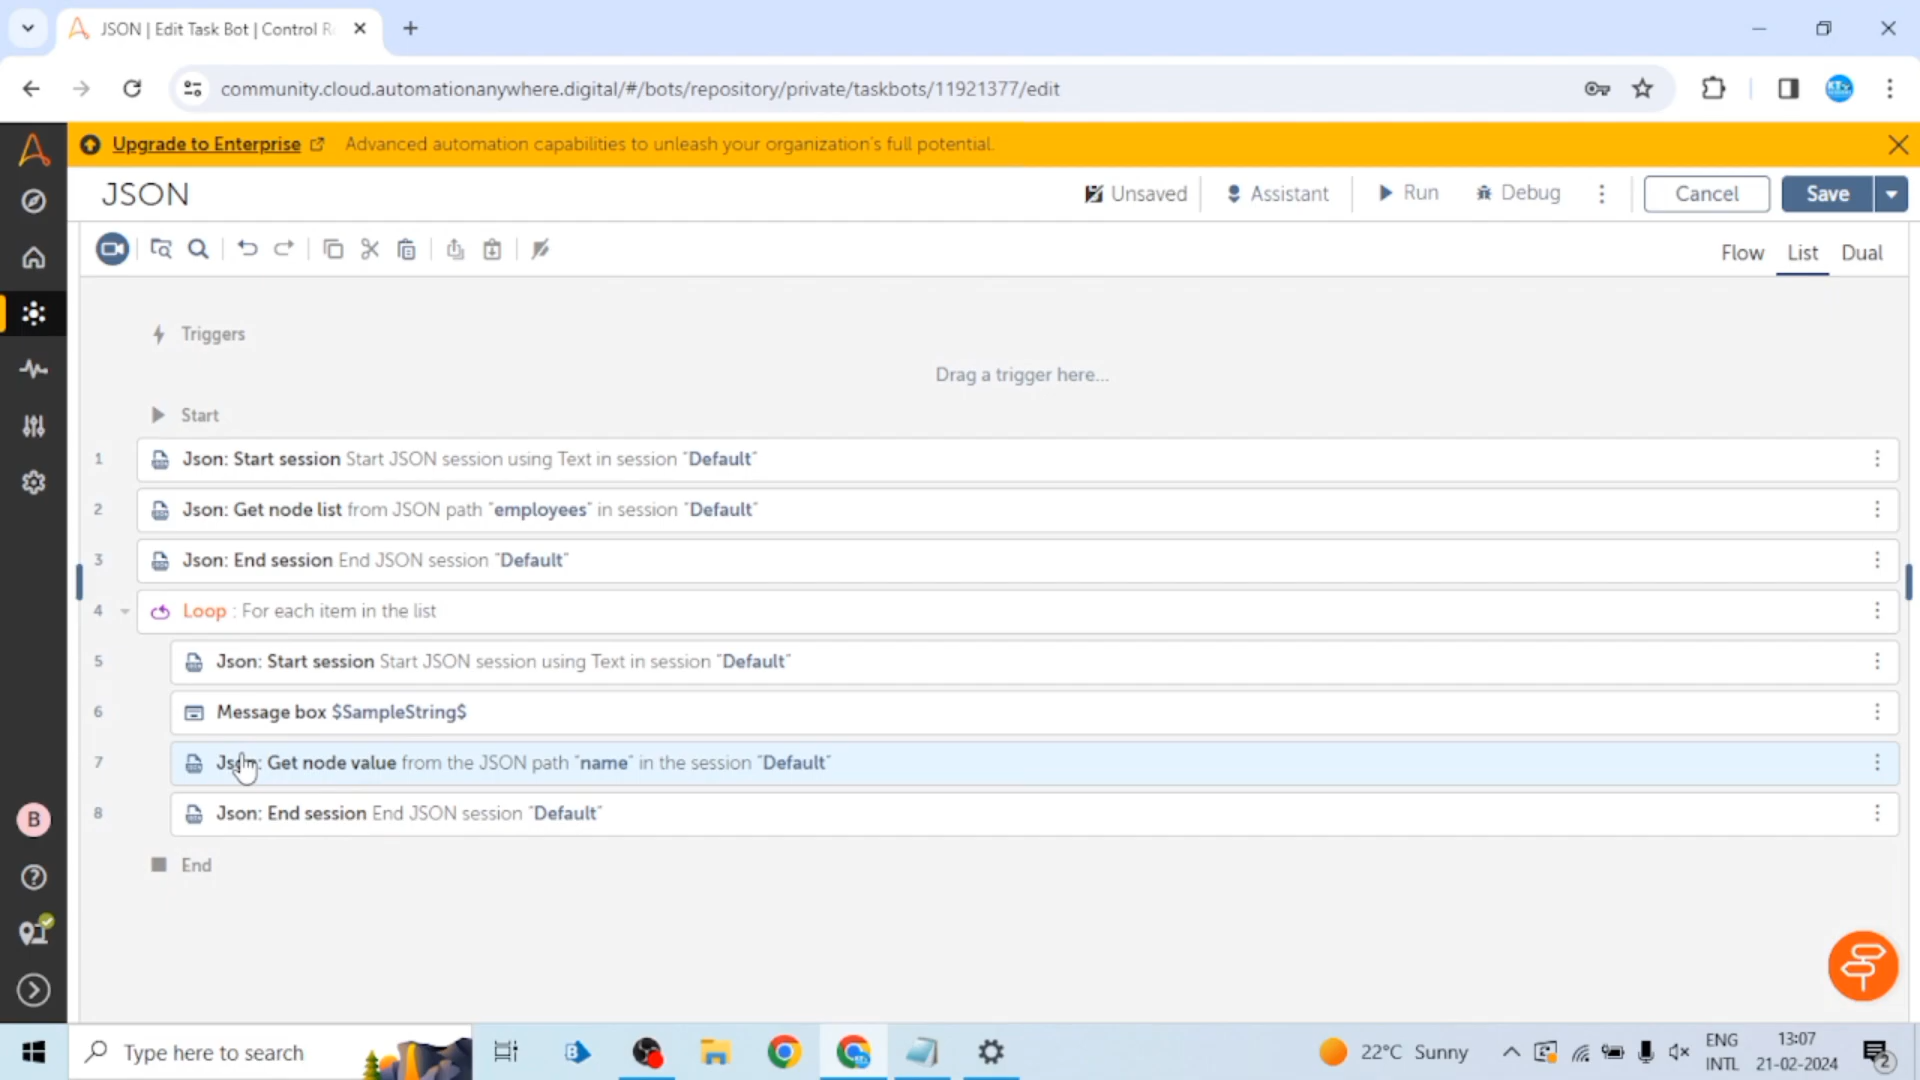 JSON | Edit Task Bot | Control R
community.cloud.automationanywhere.digital/#/bots/repository/private/taskbots/11921377/edit
Upgrade to Enterprise Advanced automation capabilities to unleash your organization's full potential.
JSON Unsaved Assistant Run Debug Cancel Save
Flow List Dual
Triggers
Drag a trigger here...
Start
1 Json: Start session Start JSON session using Text in session "Default"
2 Json: Get node list from JSON path "employees" in session "Default"
3 Json: End session End JSON session "Default"
4 Loop : For each item in the list
5 Json: Start session Start JSON session using Text in session "Default"
6 Message box $SampleString$
7 Json: Get node value from the JSON path "name" in the session "Default"
8 Json: End session End JSON session "Default"
End
B
Type here to search
22°C Sunny
ENG
INTL
13:07
21-02-2024
2